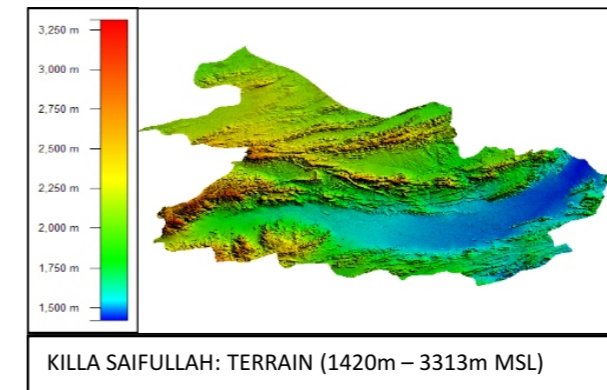 3,250 m
3,000 m
2,750 m
2,500 m
2,250 m
2,000 m
1,750 m
1,500 m
KILLA SAIFULLAH: TERRAIN (1420m – 3313m MSL)